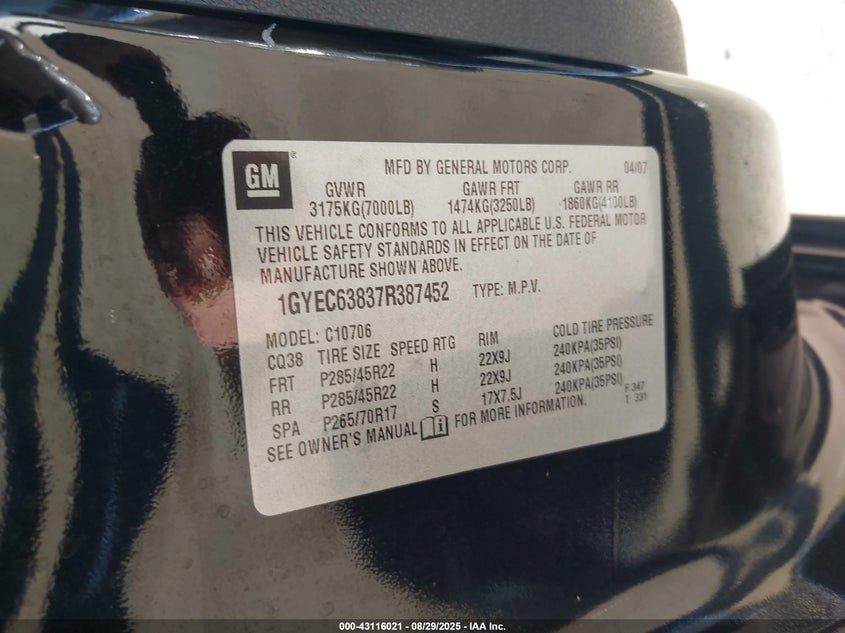 GM ® MFD BY GENERAL MOTORS CORP. 04/07
GVWR GAWR FRT GAWR RR
3175KG(7000LB) 1474KG(3250LB) 1860KG(4100LB)
THIS VEHICLE CONFORMS TO ALL APPLICABLE U.S. FEDERAL MOTOR
VEHICLE SAFETY STANDARDS IN EFFECT ON THE DATE OF
MANUFACTURE SHOWN ABOVE.
1GYEC63837R387452 TYPE: M.P.V.
MODEL: C10706
CQ38 TIRE SIZE SPEED RTG RIM COLD TIRE PRESSURE
FRT P285/45R22 H 22X9J 240KPA(35PSI)
RR P285/45R22 H 22X9J 240KPA(35PSI)
SPA P265/70R17 S 17X7.5J 240KPA(35PSI) F 347
SEE OWNER'S MANUAL FOR MORE INFORMATION. T 331
000-43116021 - 08/29/2025 - IAA Inc.